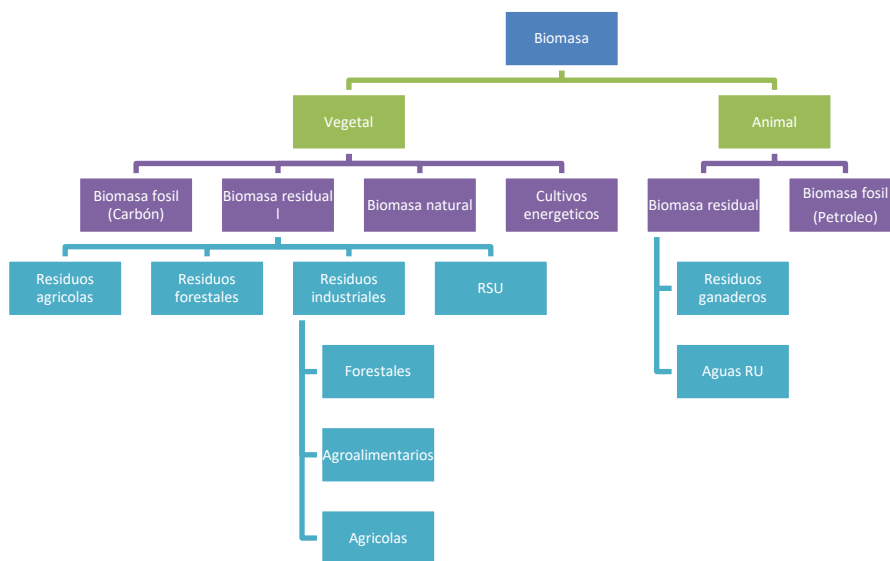 Biomasa
Vegetal
Animal
Biomasa fosil
(Carbón)
Biomasa residual
I
Biomasa natural
Cultivos
energeticos
Biomasa residual
Biomasa fosil
(Petroleo)
Residuos
agricolas
Residuos
forestales
Residuos
industriales
RSU
Residuos
ganaderos
Forestales
Aguas RU
Agroalimentarios
Agricolas